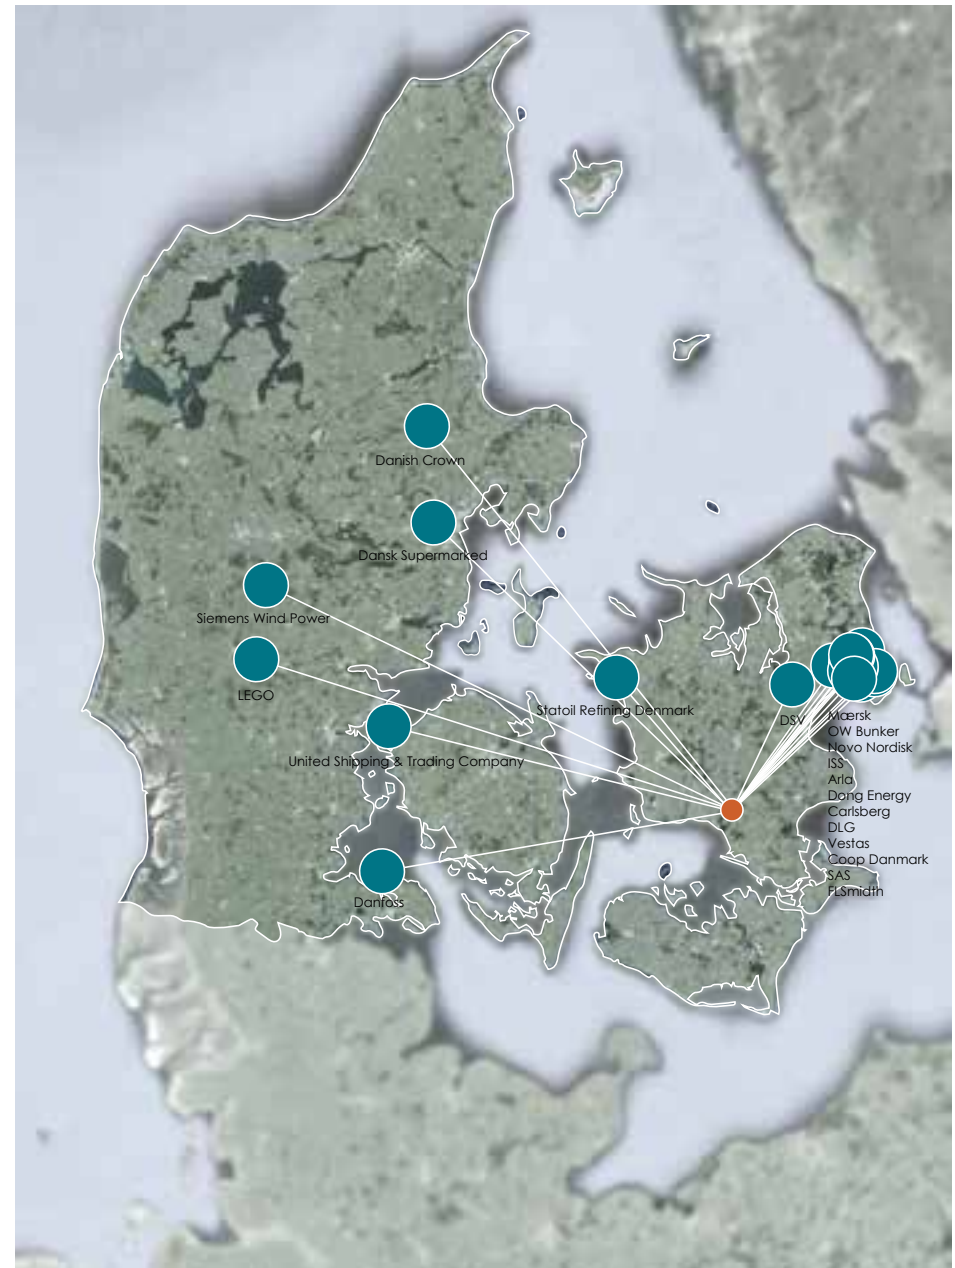 Danish Crown
Dansk Supermarked
Siemens Wind Power
LEGO
Statoil Refining Denmark
DSV
Mærsk
OW Bunker
Novo Nordisk
ISS
Arla
Dong Energy
Carlsberg
DLG
Vestas
Coop Danmark
SAS
FLSmidth
United Shipping & Trading Company
Danfoss